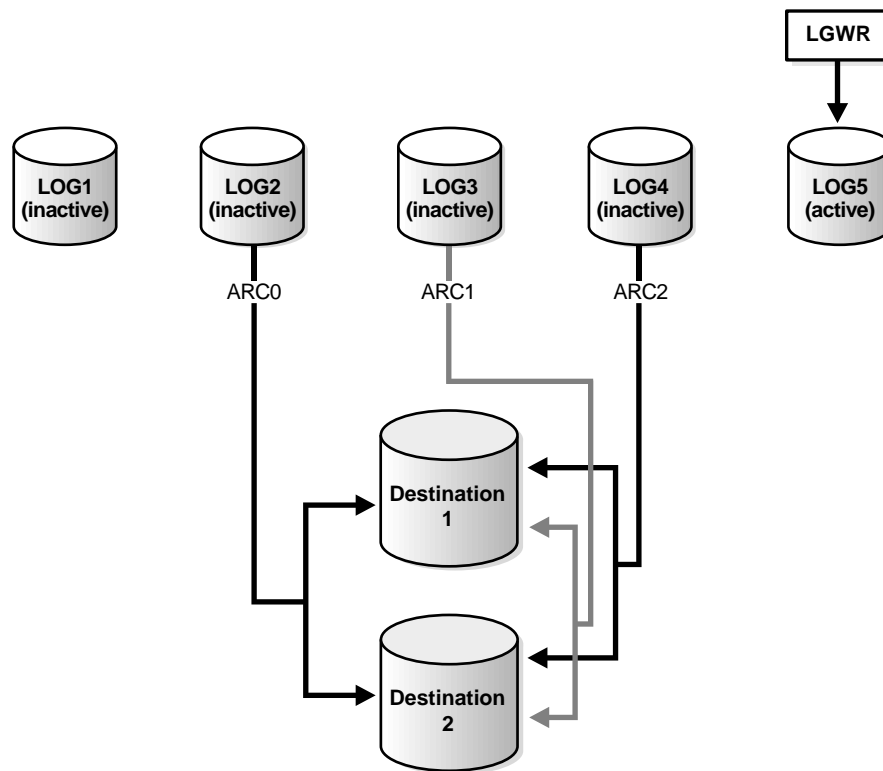 LGWR
LOG1
(inactive)
LOG2
(inactive)
LOG3
(inactive)
LOG4
(inactive)
LOG5
(active)
ARC0
ARC1
ARC2
Destination
1
Destination
2